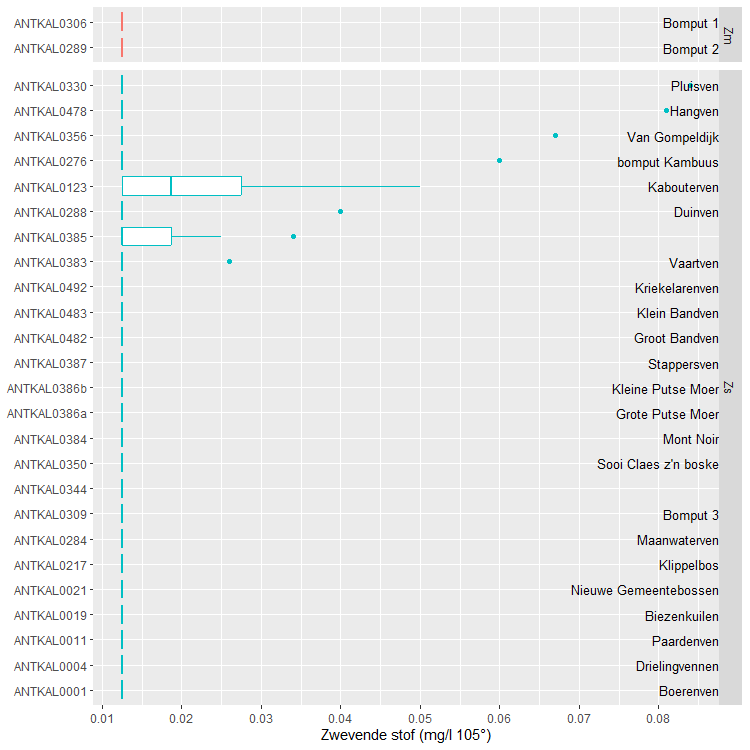 ANTKAL0306 Bomput 1
ANTKAL0289 Bomput 2
Zm
ANTKAL0330 Pluisven
ANTKAL0478 Hangven
ANTKAL0356 Van Gompeldijk
ANTKAL0276 bomput Kambuus
ANTKAL0123 Kabouterven
ANTKAL0288 Duinven
ANTKAL0385
ANTKAL0383 Vaartven
ANTKAL0492 Kriekelarenven
ANTKAL0483 Klein Bandven
ANTKAL0482 Groot Bandven
ANTKAL0387 Stappersven
ANTKAL0386b Kleine Putse Moer
ANTKAL0386a Grote Putse Moer
ANTKAL0384 Mont Noir
ANTKAL0350 Sooi Claes z'n boske
ANTKAL0344
ANTKAL0309 Bomput 3
ANTKAL0284 Maanwaterven
ANTKAL0217 Klippelbos
ANTKAL0021 Nieuwe Gemeentebossen
ANTKAL0019 Biezenkuilen
ANTKAL0011 Paardenven
ANTKAL0004 Drielingvennen
ANTKAL0001 Boerenven
Zs
0.01 0.02 0.03 0.04 0.05 0.06 0.07 0.08
Zwevende stof (mg/l 105°)